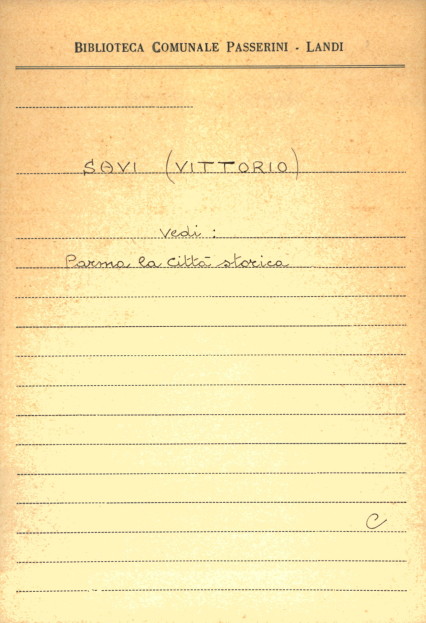 BIBLIOTECA COMUNALE PASSERINI - LANDI
SAVI (VITTORIO)
Vedi :
Parma la città storica
C